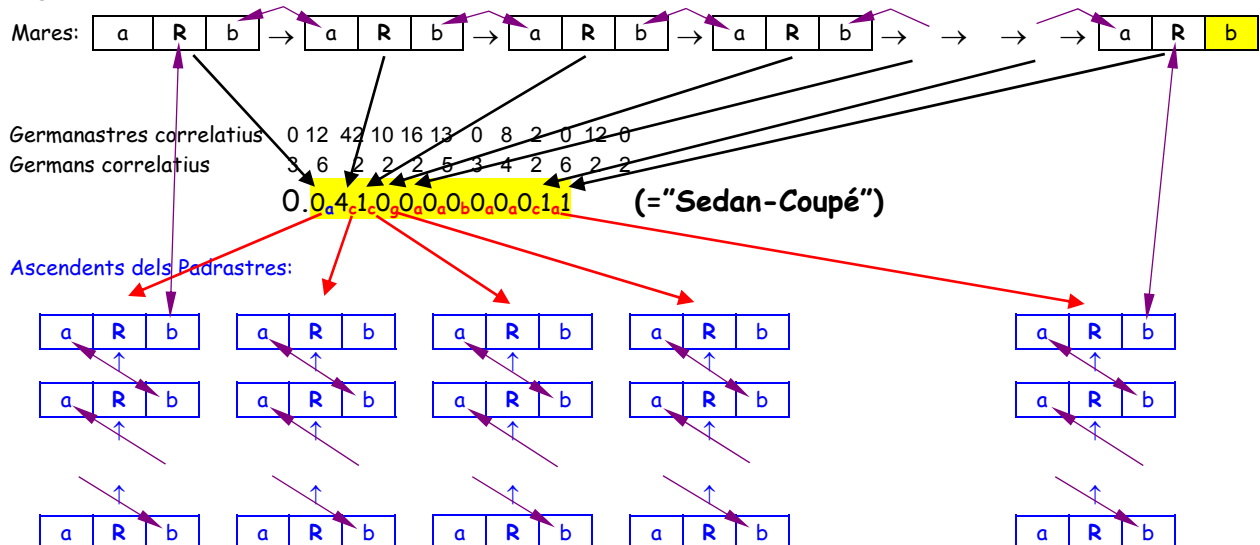 Mares: a R b → a R b → a R b → a R b → → → → a R b
Germanastres correlatius 0 12 42 10 16 13 0 8 2 0 12 0
Germans correlatius 3 6 2 2 2 5 3 4 2 6 2 2
0.0a4c1c0g0a0a0b0a0a0c1a1 (="Sedan-Coupé")
Ascendents dels Padrastres:
a R b a R b a R b a R b a R b
↑ ↑ ↑ ↑ ↑
a R b a R b a R b a R b a R b
↑ ↑ ↑ ↑ ↑
↑ ↑ ↑ ↑ ↑
a R b a R b a R b a R b a R b